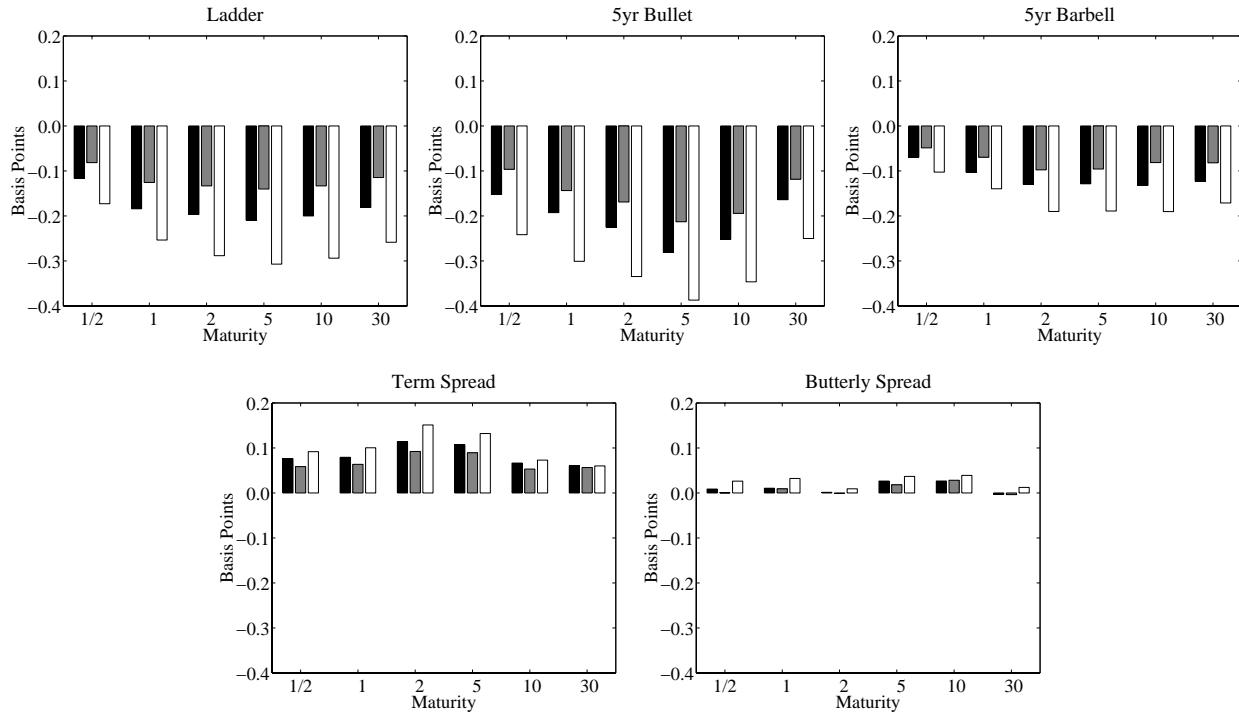 Ladder
0.2
0.1
0.0
−0.1
−0.2
−0.3
−0.4
Basis Points
1/2 1 2 5 10 30
Maturity
5yr Bullet
0.2
0.1
0.0
−0.1
−0.2
−0.3
−0.4
Basis Points
1/2 1 2 5 10 30
Maturity
5yr Barbell
0.2
0.1
0.0
−0.1
−0.2
−0.3
−0.4
Basis Points
1/2 1 2 5 10 30
Maturity
Term Spread
0.2
0.1
0.0
−0.1
−0.2
−0.3
−0.4
Basis Points
1/2 1 2 5 10 30
Maturity
Butterly Spread
0.2
0.1
0.0
−0.1
−0.2
−0.3
−0.4
Basis Points
1/2 1 2 5 10 30
Maturity